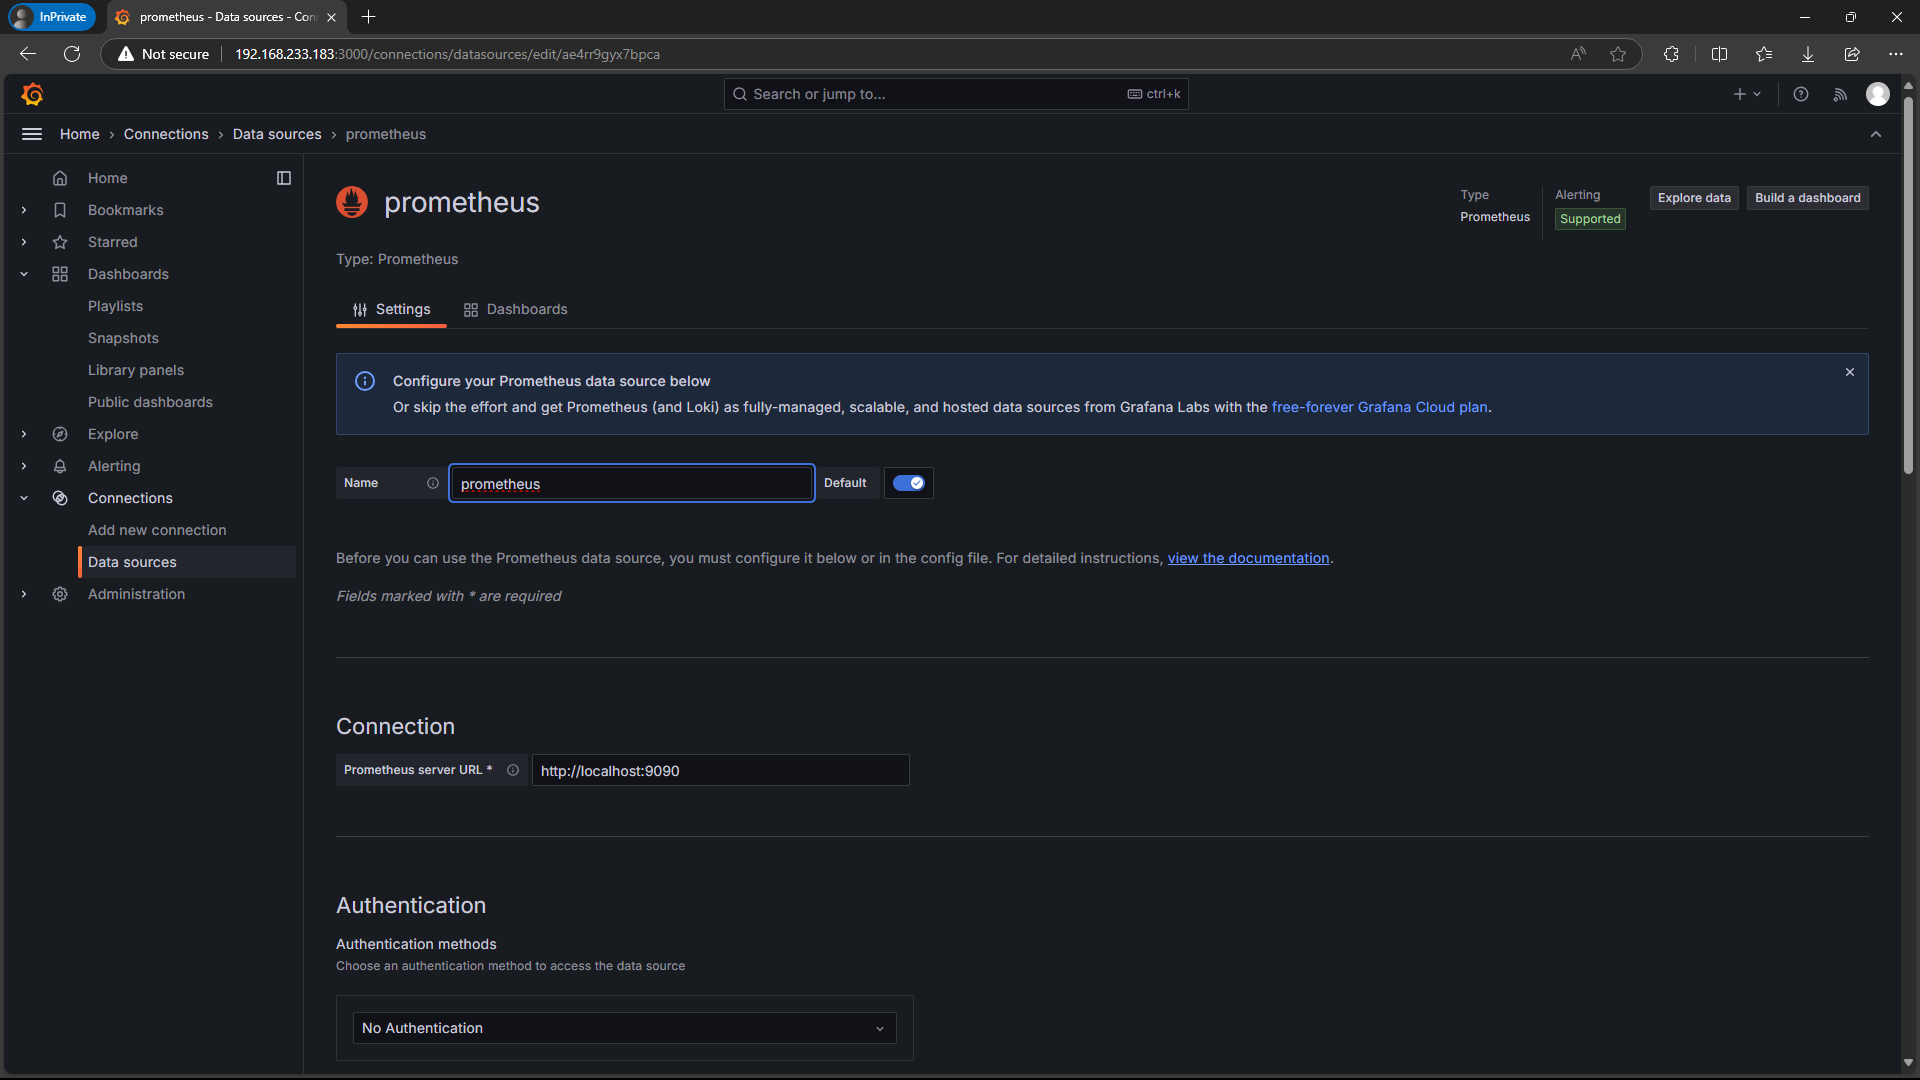 InPrivate
prometheus - Data sources - Con
Not secure
192.168.233.183:3000/connections/datasources/edit/ae4rr9gyx7bpca
Search or jump to...
ctrl+k
Home
Connections
Data sources
prometheus
Home
Bookmarks
Starred
Dashboards
Playlists
Snapshots
Library panels
Public dashboards
Explore
Alerting
Connections
Add new connection
Data sources
Administration
prometheus
Type
Prometheus
Alerting
Supported
Explore data
Build a dashboard
Type: Prometheus
Settings
Dashboards
Configure your Prometheus data source below
Or skip the effort and get Prometheus (and Loki) as fully-managed, scalable, and hosted data sources from Grafana Labs with the free-forever Grafana Cloud plan.
Name
prometheus
Default
Before you can use the Prometheus data source, you must configure it below or in the config file. For detailed instructions, view the documentation.
Fields marked with * are required
Connection
Prometheus server URL *
http://localhost:9090
Authentication
Authentication methods
Choose an authentication method to access the data source
No Authentication